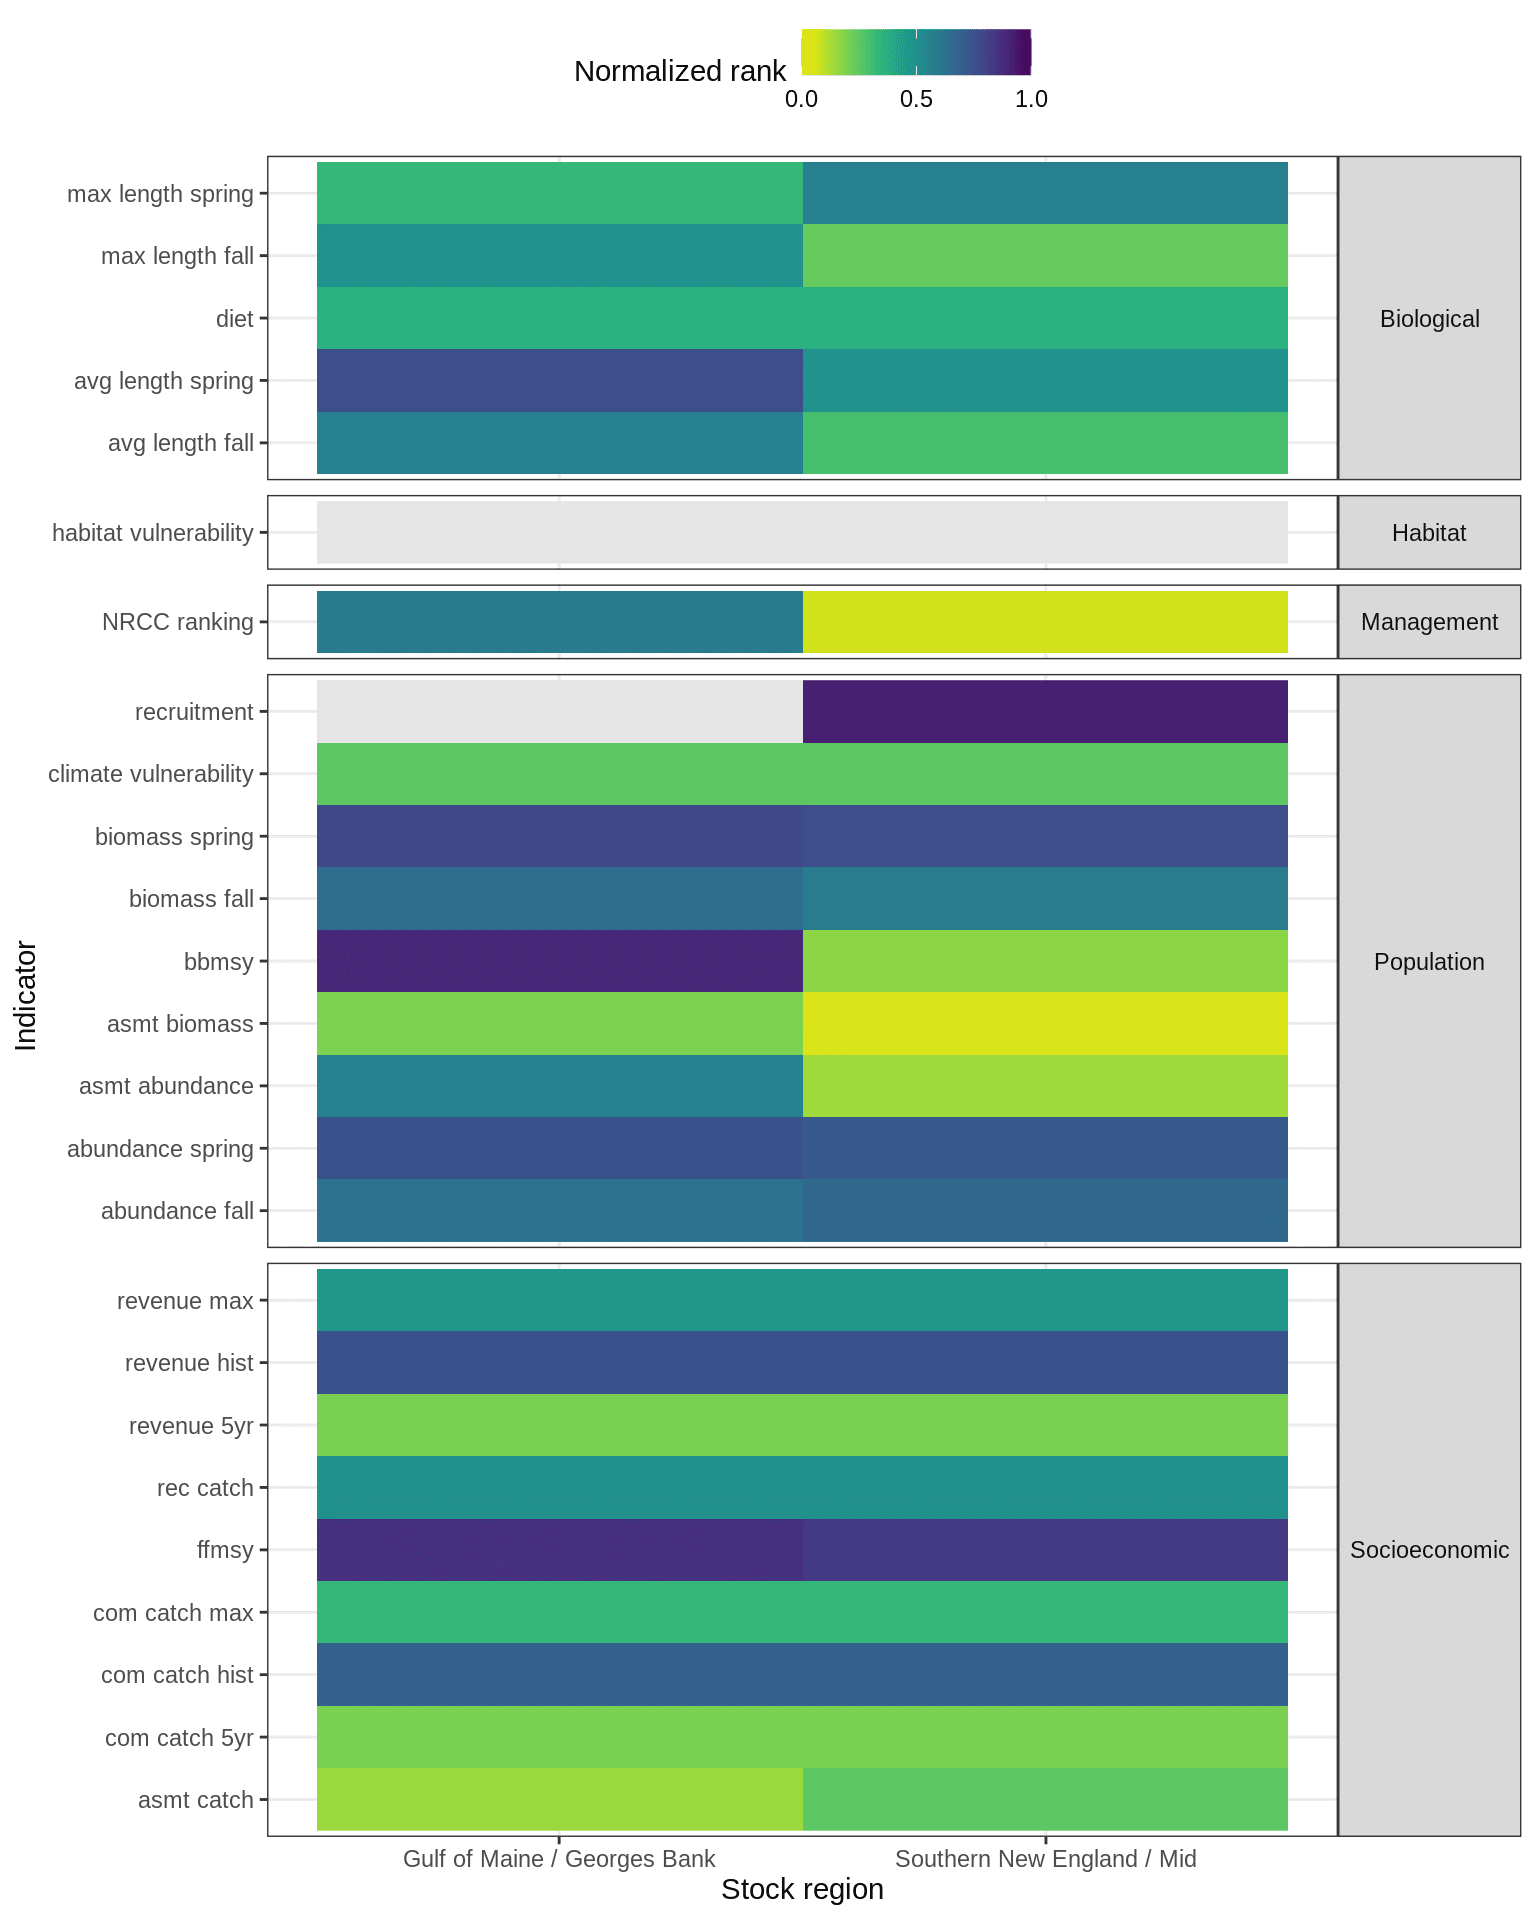 Normalized rank
0.0 0.5 1.0
max length spring
max length fall
diet
avg length spring
avg length fall
Biological
habitat vulnerability
Habitat
NRCC ranking
Management
recruitment
climate vulnerability
biomass spring
biomass fall
bbmsy
asmt biomass
asmt abundance
abundance spring
abundance fall
Population
Indicator
revenue max
revenue hist
revenue 5yr
rec catch
ffmsy
com catch max
com catch hist
com catch 5yr
asmt catch
Socioeconomic
Gulf of Maine / Georges Bank
Southern New England / Mid
Stock region